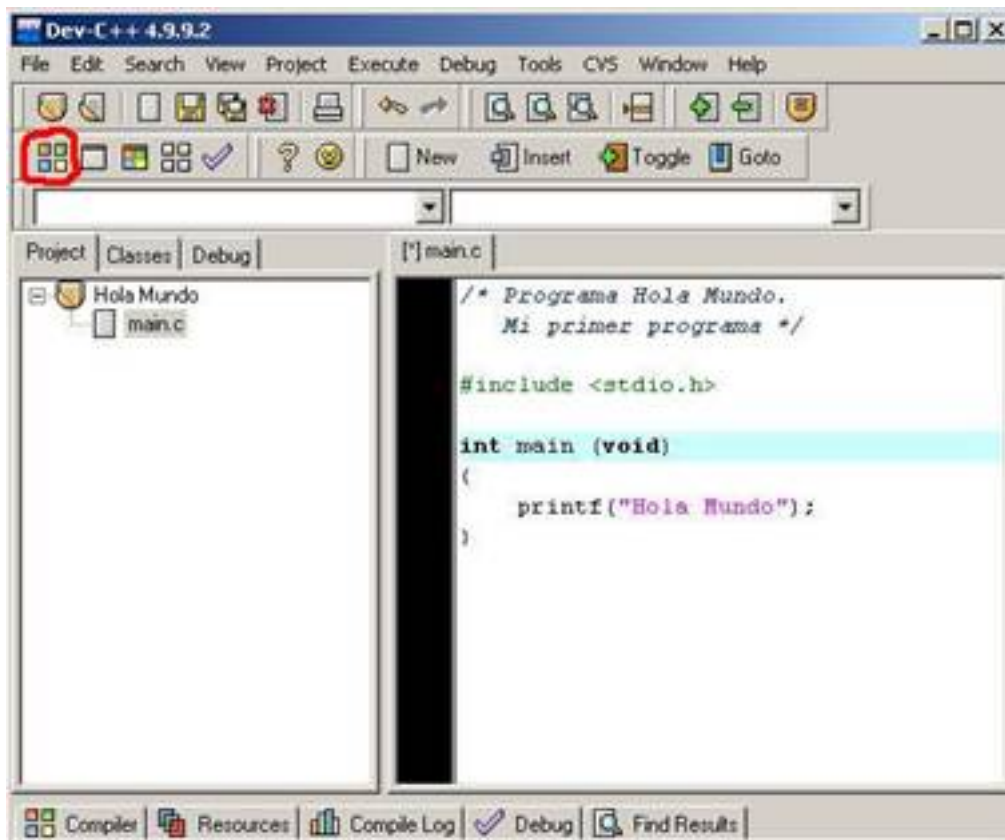 Dev-C++ 4.9.9.2
File Edit Search View Project Execute Debug Tools CVS Window Help
New Insert Toggle Goto
Project Classes Debug
[*] main.c
Hola Mundo
main.c
/* Programa Hola Mundo.
Mi primer programa */
#include <stdio.h>
int main (void)
{
printf("Hola Mundo");
}
Compiler Resources Compile Log Debug Find Results